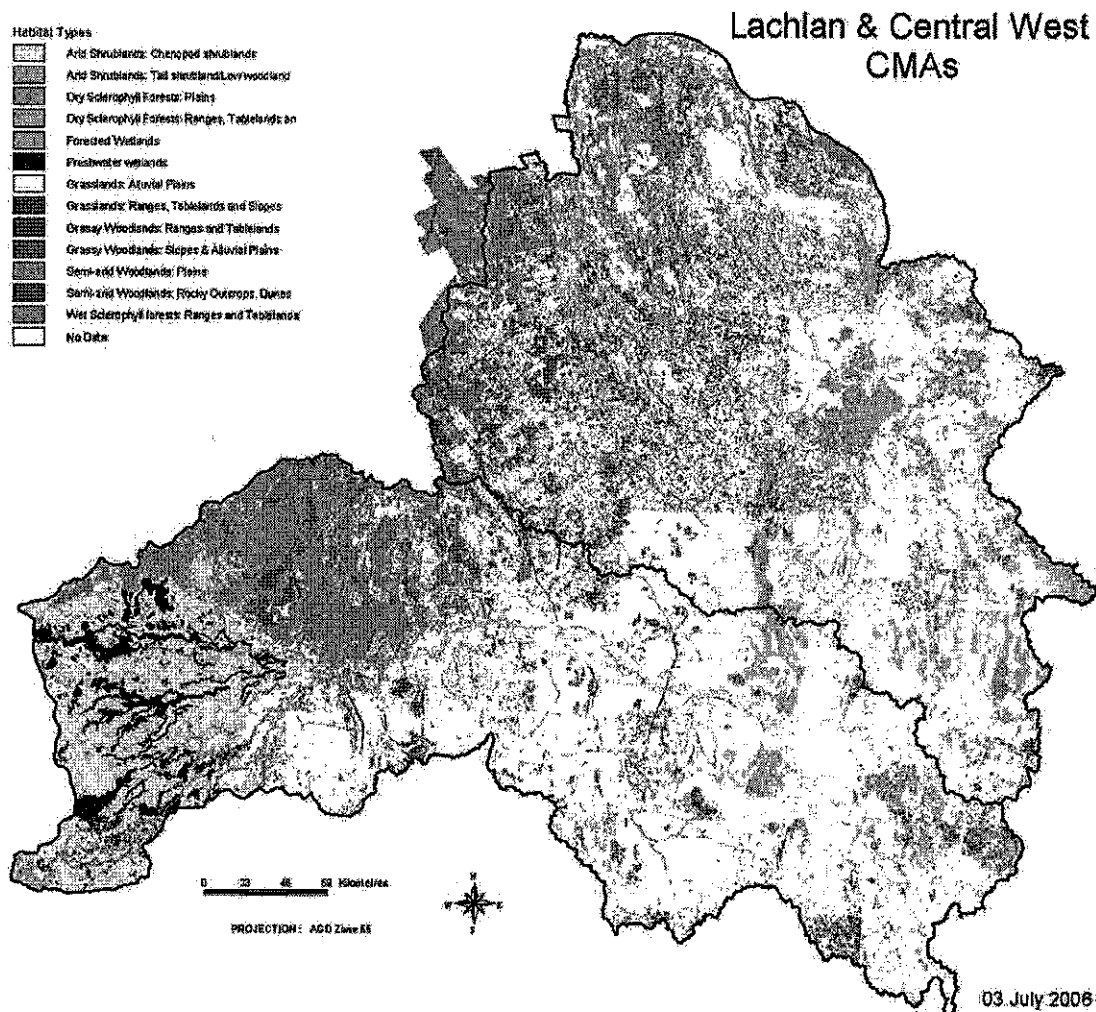 Lachlan & Central West
CMAs
Habitat Types
Arid Shrublands: Chenopod shrublands
Arid Shrublands: Tall shrubland/Low woodland
Dry Sclerophyll Forests: Plains
Dry Sclerophyll Forests: Ranges, Tablelands an
Forested Wetlands
Freshwater wetlands
Grasslands: Alluvial Plains
Grasslands: Ranges, Tablelands and Slopes
Grassy Woodlands: Ranges and Tablelands
Grassy Woodlands: Slopes & Alluvial Plains
Semi-arid Woodlands: Plains
Semi-arid Woodlands: Rocky Outcrops, Dunes
Wet Sclerophyll forests: Ranges and Tablelands
No Data
0 Kilometres
N
W E
S
PROJECTION: AGD Zone 55
03 July 2006